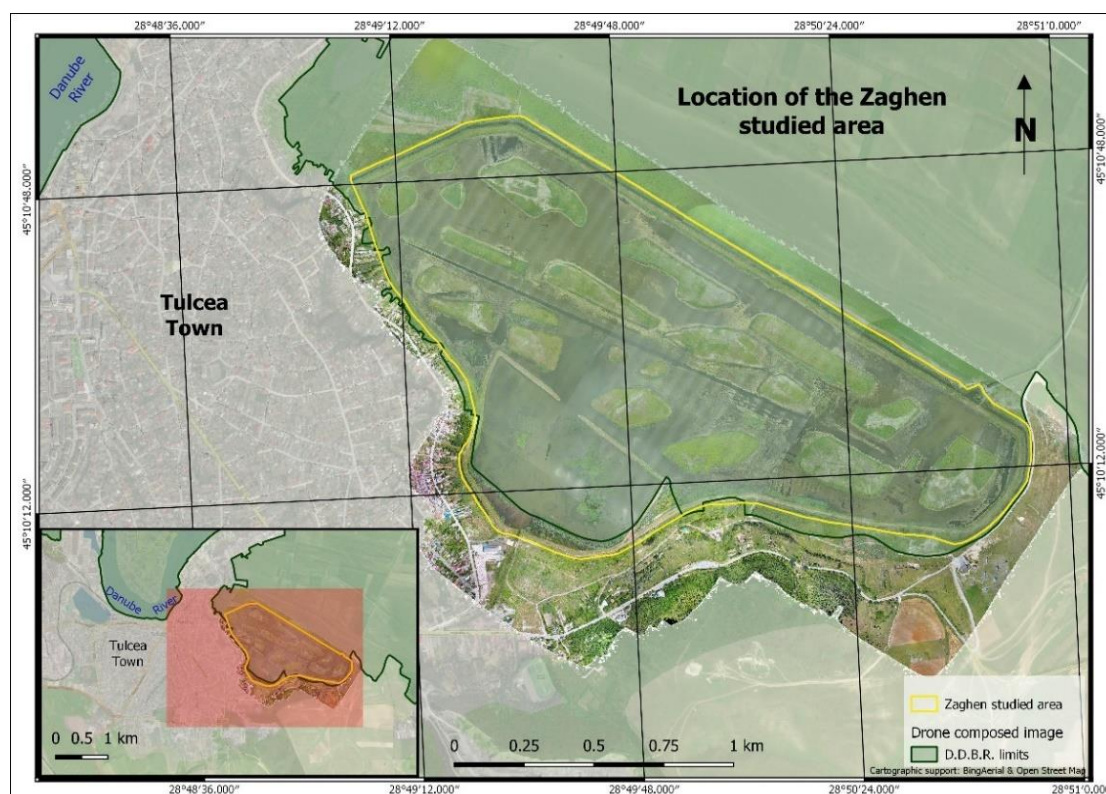 28°48'36.000"
28°49'12.000"
28°49'48.000"
28°50'24.000"
28°51'0.000"
Danube
River
Location of the Zaghen
studied area
N
45°10'48.000"
45°10'48.000"
Tulcea
Town
45°10'12.000"
45°10'12.000"
Danube River
Tulcea
Town
0 0.5 1 km
0 0.25 0.5 0.75 1 km
Zaghen studied area
Drone composed image
D.D.B.R. limits
Cartographic support: BingAerial & Open Street Map
28°48'36.000"
28°49'12.000"
28°49'48.000"
28°50'24.000"
28°51'0.000"